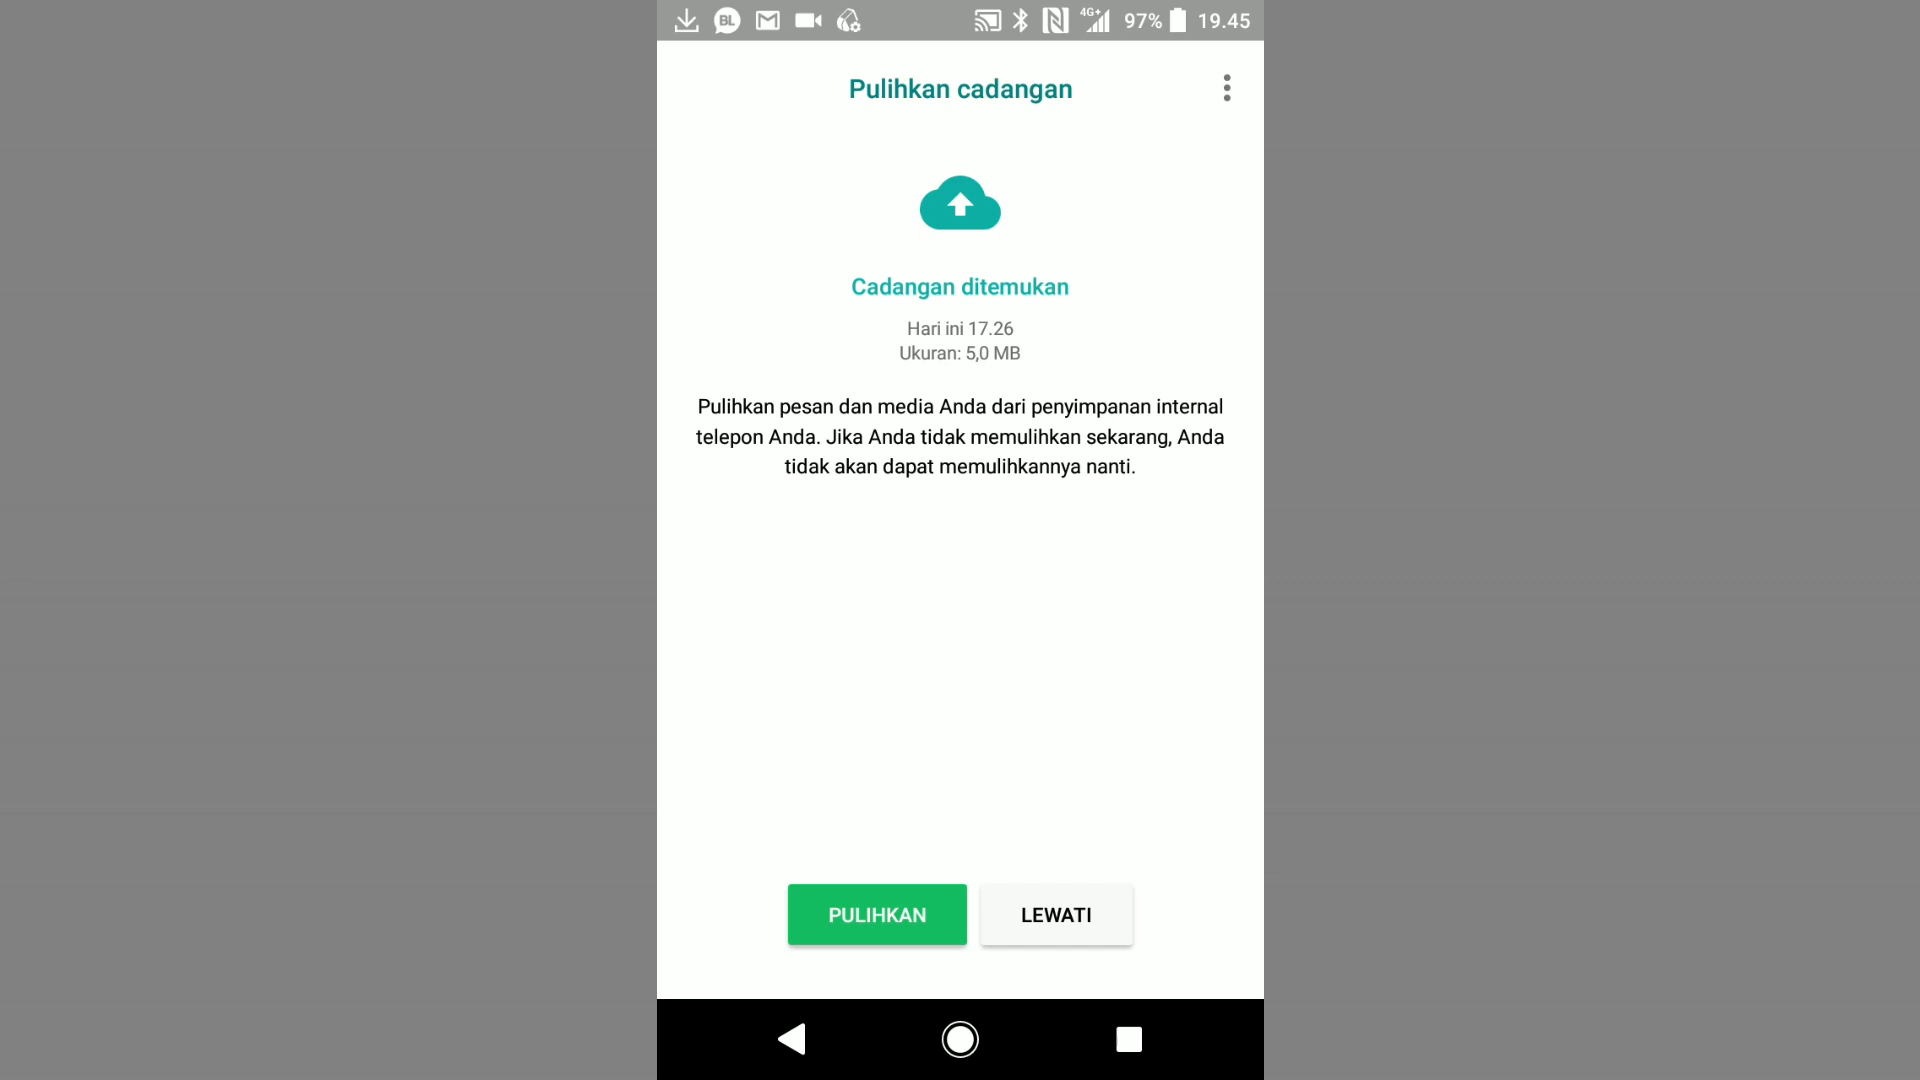 BL
4G+
97%
19.45
Pulihkan cadangan
Cadangan ditemukan
Hari ini 17.26
Ukuran: 5,0 MB
Pulihkan pesan dan media Anda dari penyimpanan internal
telepon Anda. Jika Anda tidak memulihkan sekarang, Anda
tidak akan dapat memulihkannya nanti.
PULIHKAN
LEWATI